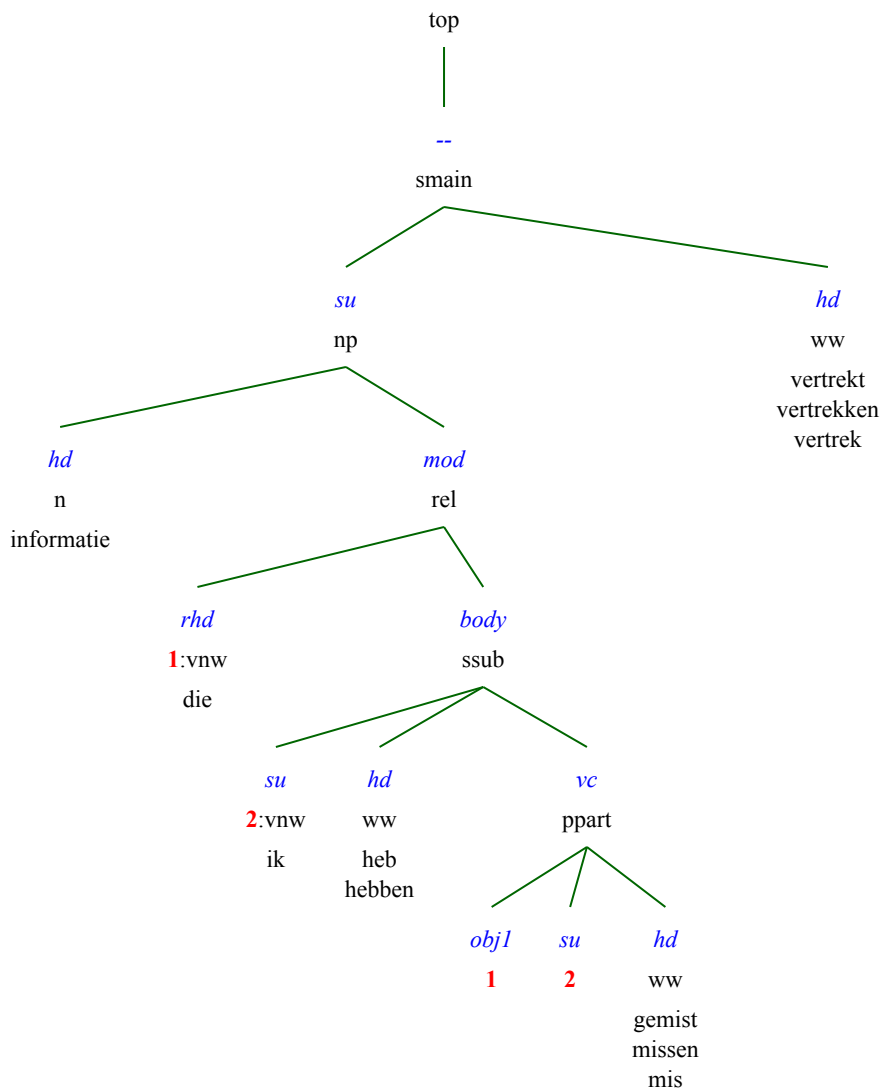 top
--
smain
su hd
np ww
vertrekt
vertrekken
vertrek
hd mod
n rel
informatie
rhd body
1:vnw ssub
die
su hd vc
2:vnw ww ppart
ik heb
hebben
obj1 su hd
1 2 ww
gemist
missen
mis